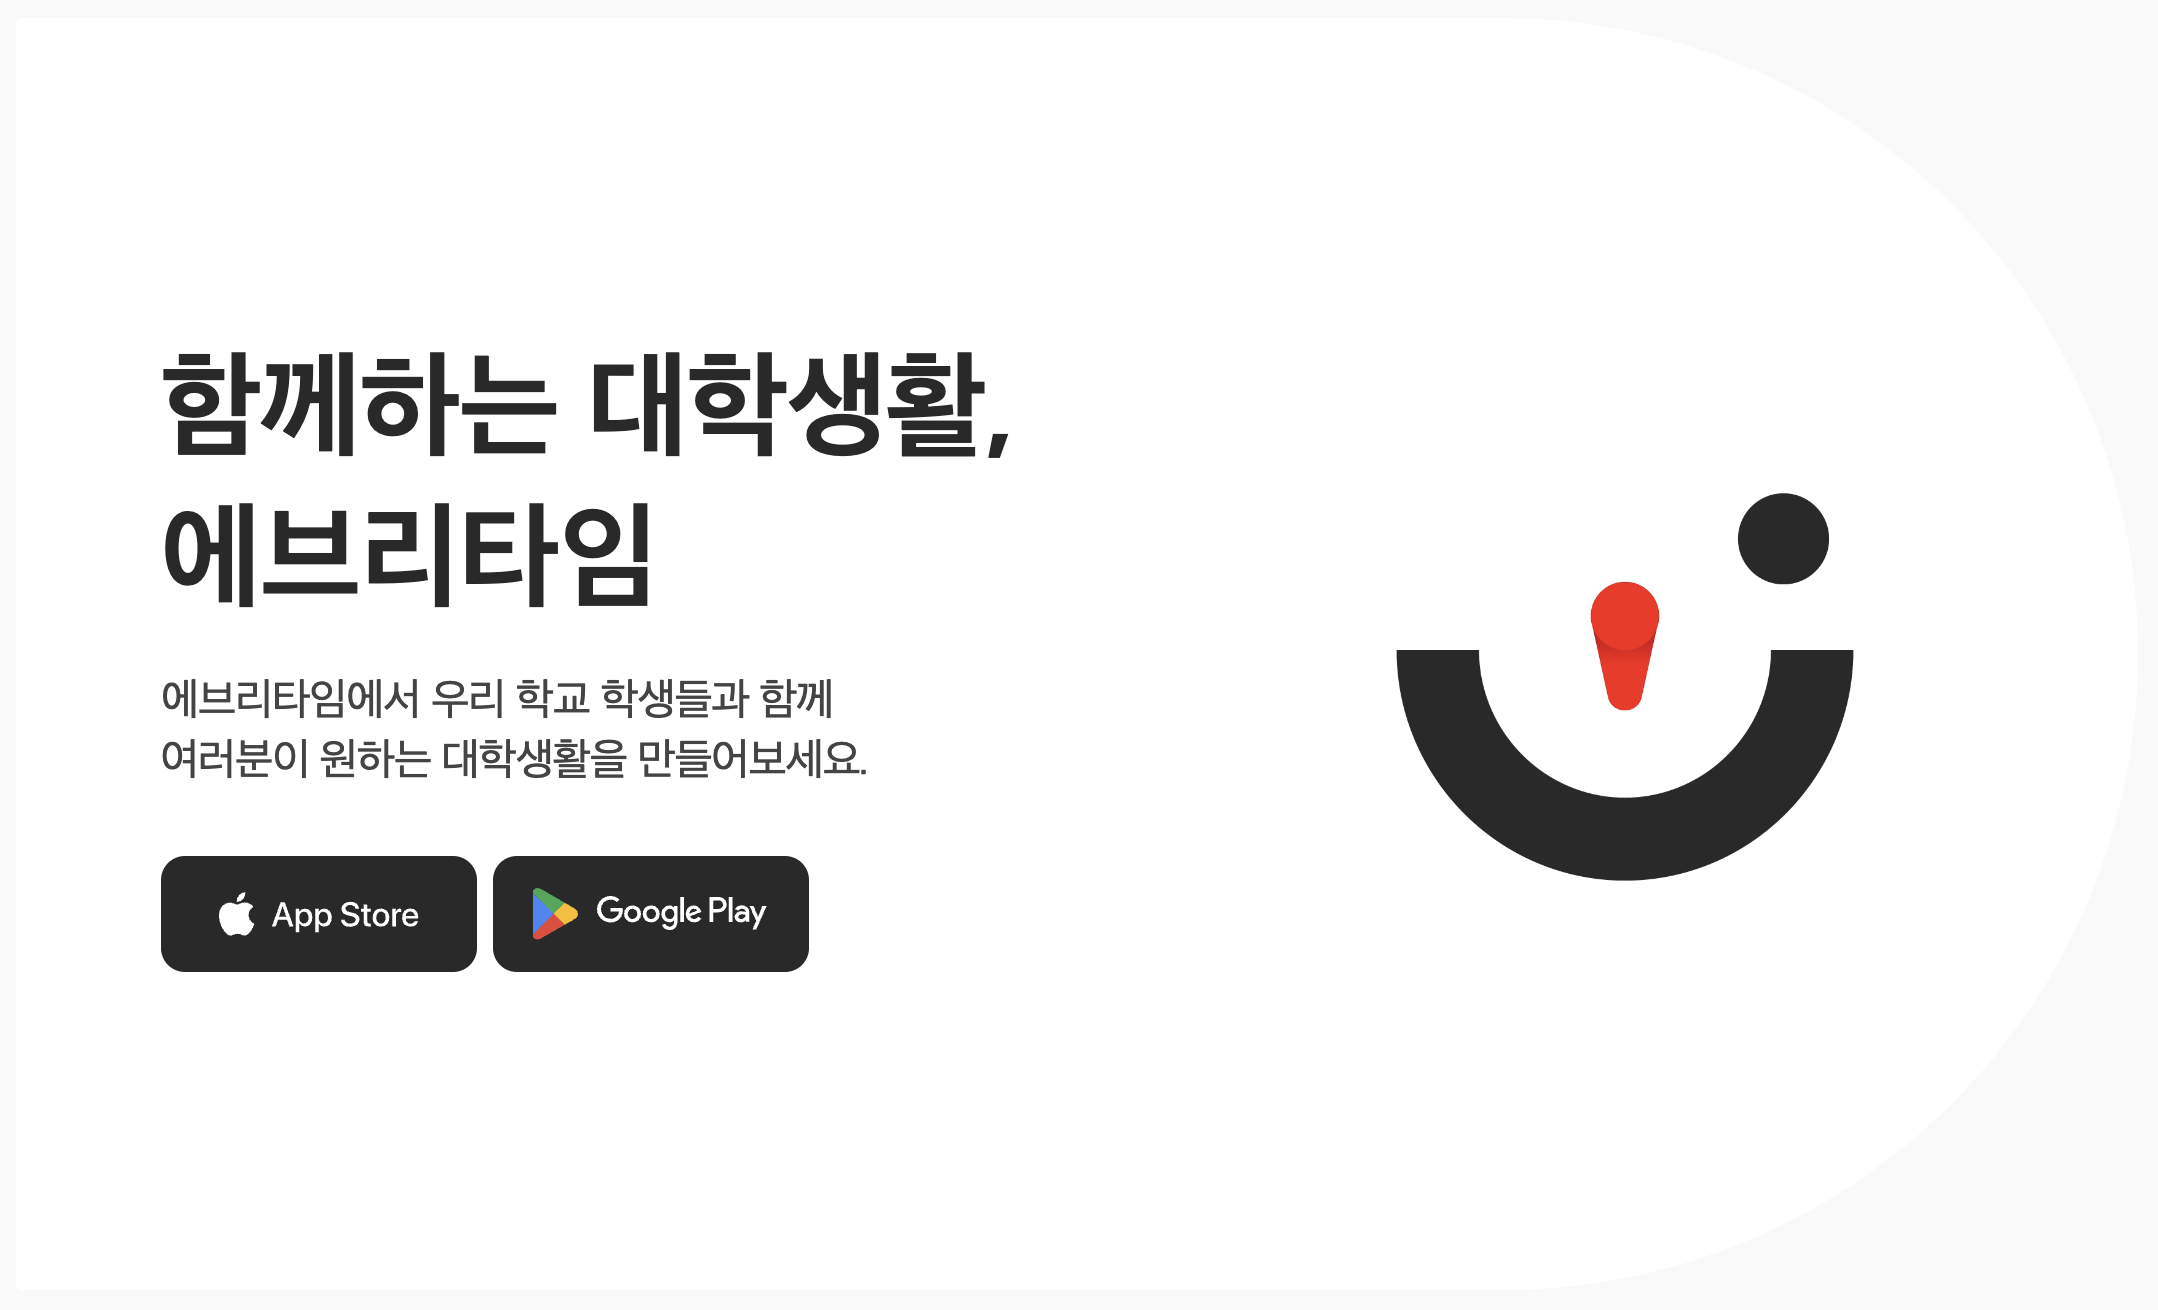 함께하는 대학생활,
에브리타임
에브리타임에서 우리 학교 학생들과 함께
여러분이 원하는 대학생활을 만들어보세요.
App Store
Google Play